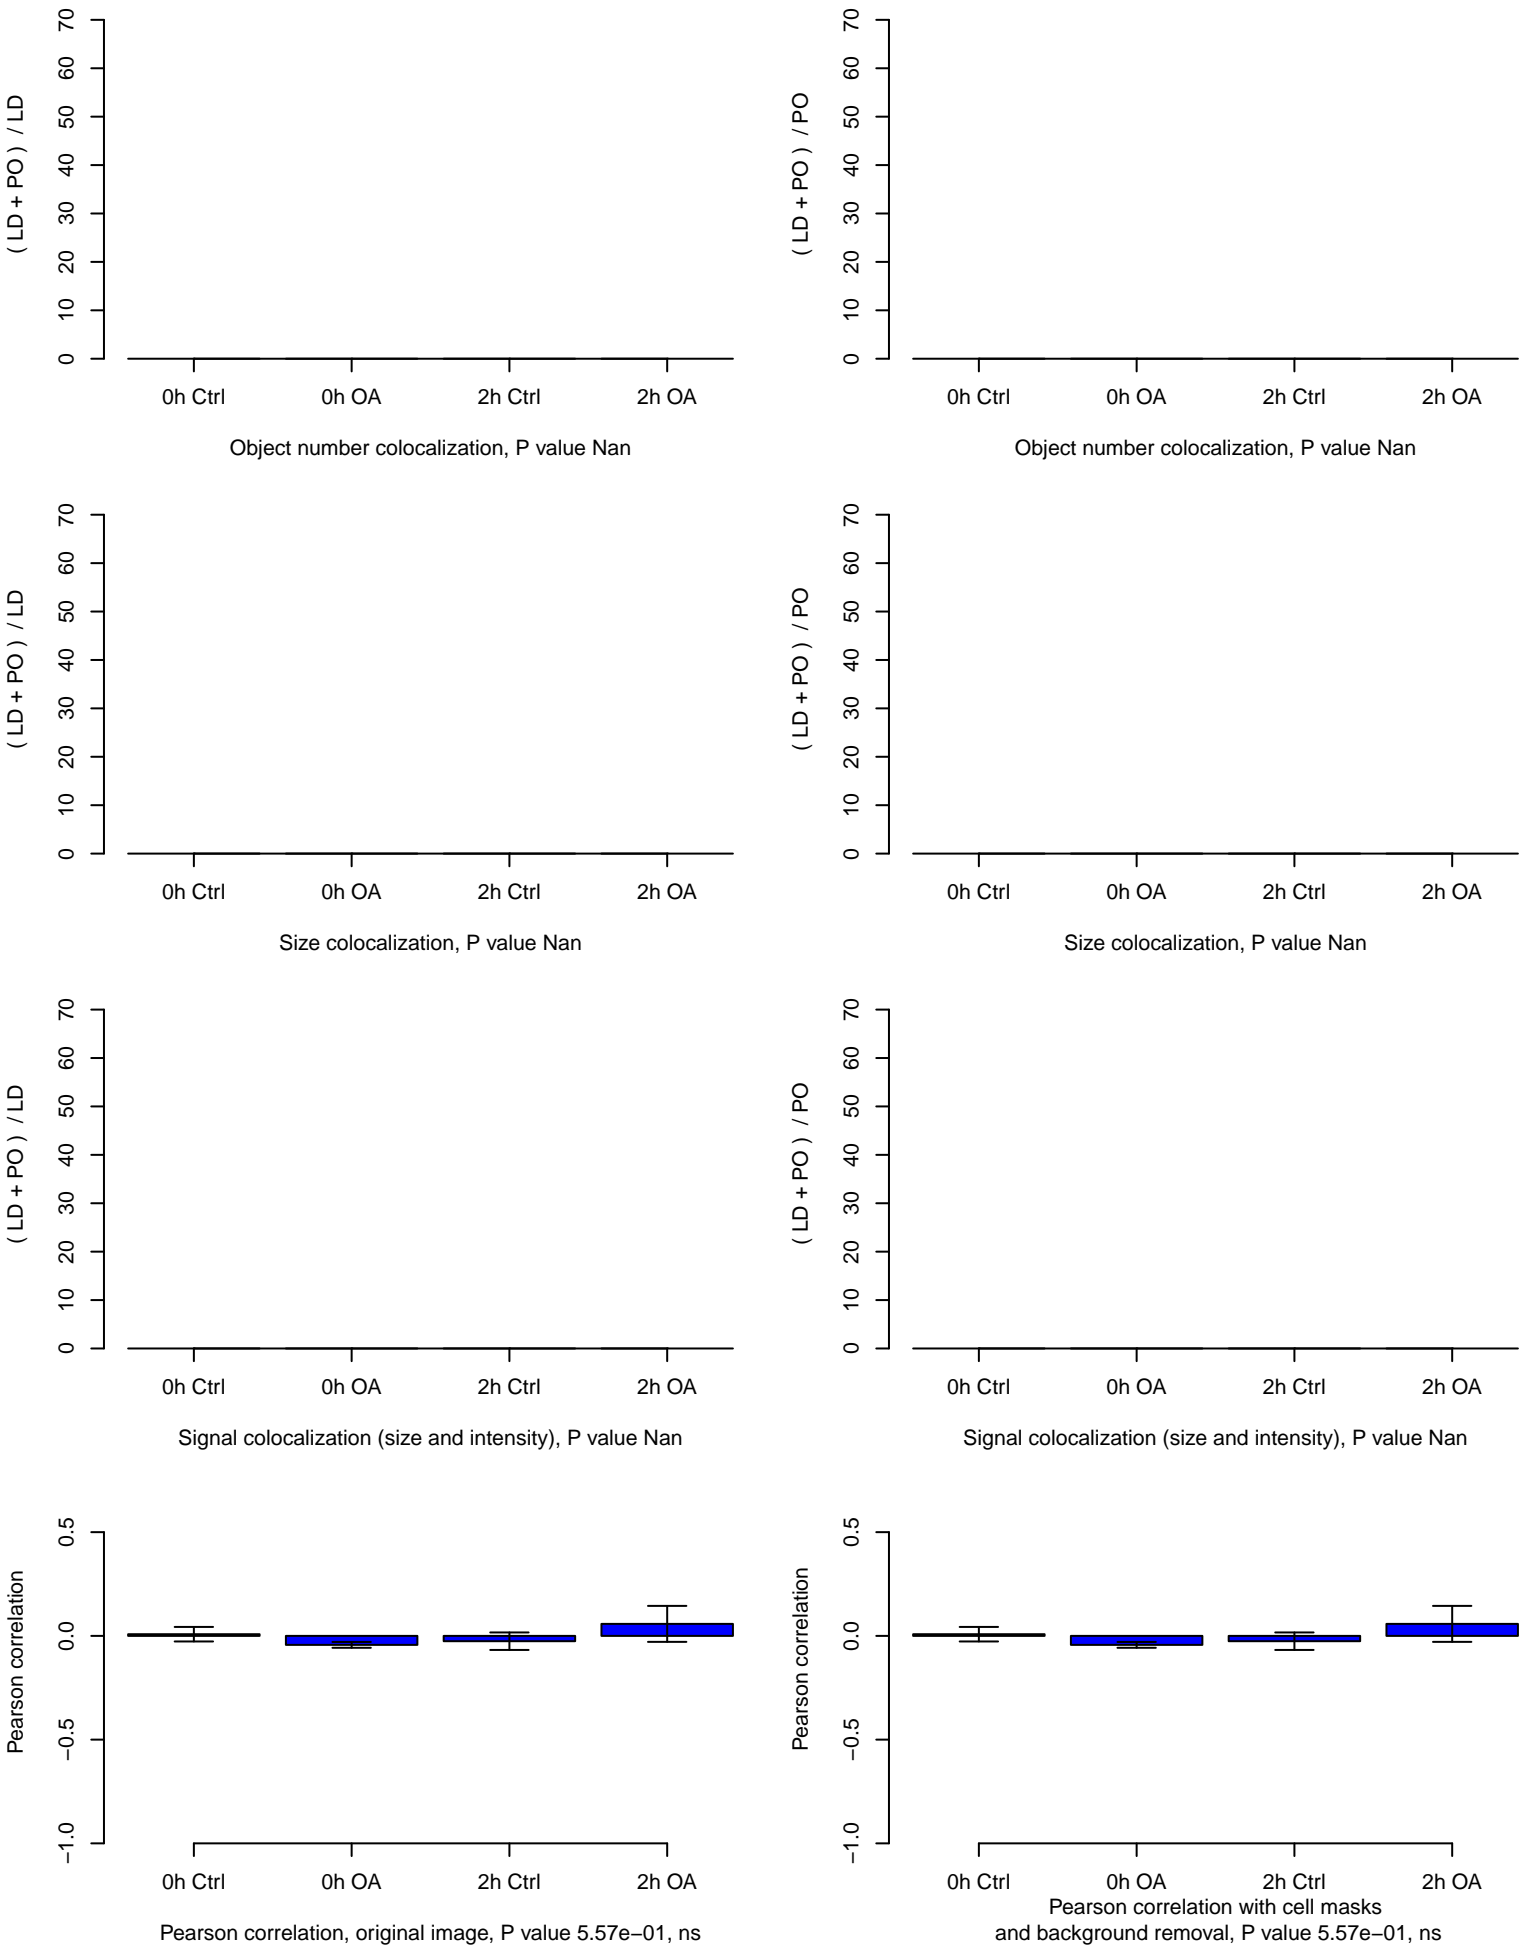 70
60
50
40
30
20
10
0
( LD + PO ) / LD
0h Ctrl 0h OA 2h Ctrl 2h OA
Object number colocalization, P value Nan
70
60
50
40
30
20
10
0
( LD + PO ) / PO
0h Ctrl 0h OA 2h Ctrl 2h OA
Object number colocalization, P value Nan
70
60
50
40
30
20
10
0
( LD + PO ) / LD
0h Ctrl 0h OA 2h Ctrl 2h OA
Size colocalization, P value Nan
70
60
50
40
30
20
10
0
( LD + PO ) / PO
0h Ctrl 0h OA 2h Ctrl 2h OA
Size colocalization, P value Nan
70
60
50
40
30
20
10
0
( LD + PO ) / LD
0h Ctrl 0h OA 2h Ctrl 2h OA
Signal colocalization (size and intensity), P value Nan
70
60
50
40
30
20
10
0
( LD + PO ) / PO
0h Ctrl 0h OA 2h Ctrl 2h OA
Signal colocalization (size and intensity), P value Nan
0.5
0.0
−0.5
−1.0
Pearson correlation
0h Ctrl 0h OA 2h Ctrl 2h OA
Pearson correlation, original image, P value 5.57e−01, ns
0.5
0.0
−0.5
−1.0
Pearson correlation
0h Ctrl 0h OA 2h Ctrl 2h OA
Pearson correlation with cell masks
and background removal, P value 5.57e−01, ns